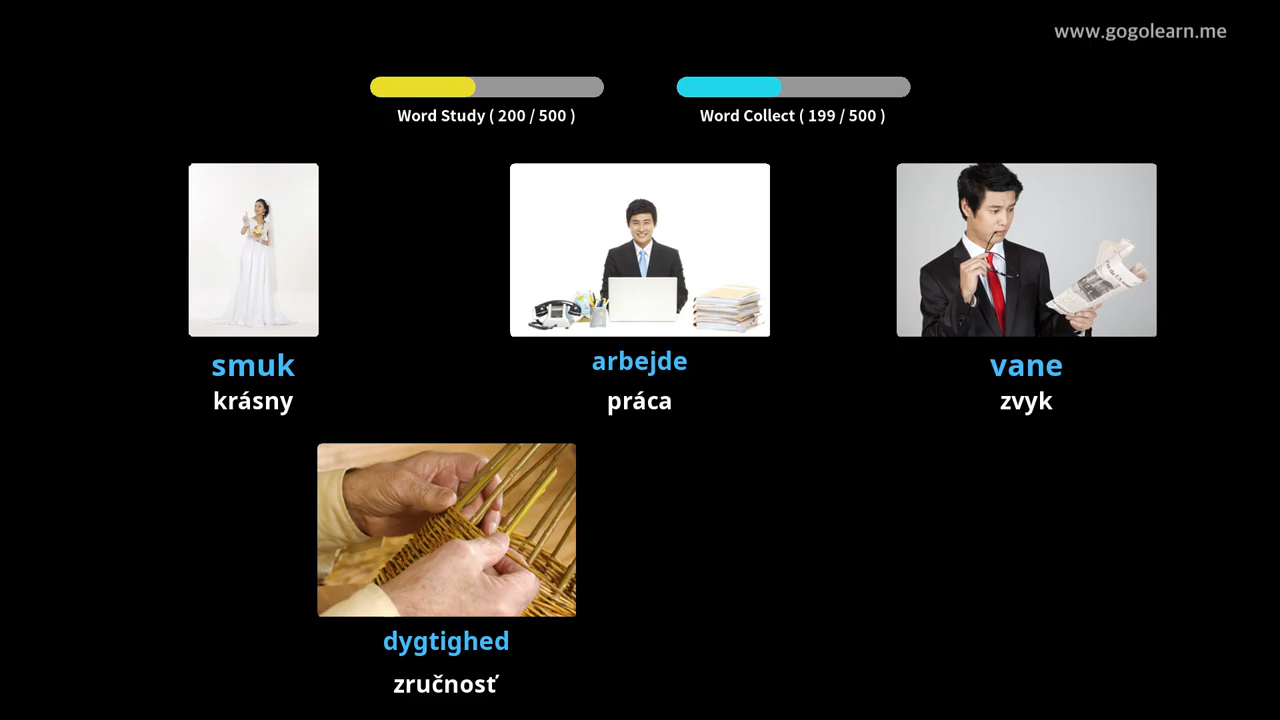 www.gogolearn.me
Word Study ( 200 / 500 )
Word Collect ( 199 / 500 )
smuk
krásny
arbejde
práca
vane
zvyk
dygtighed
zručnosť